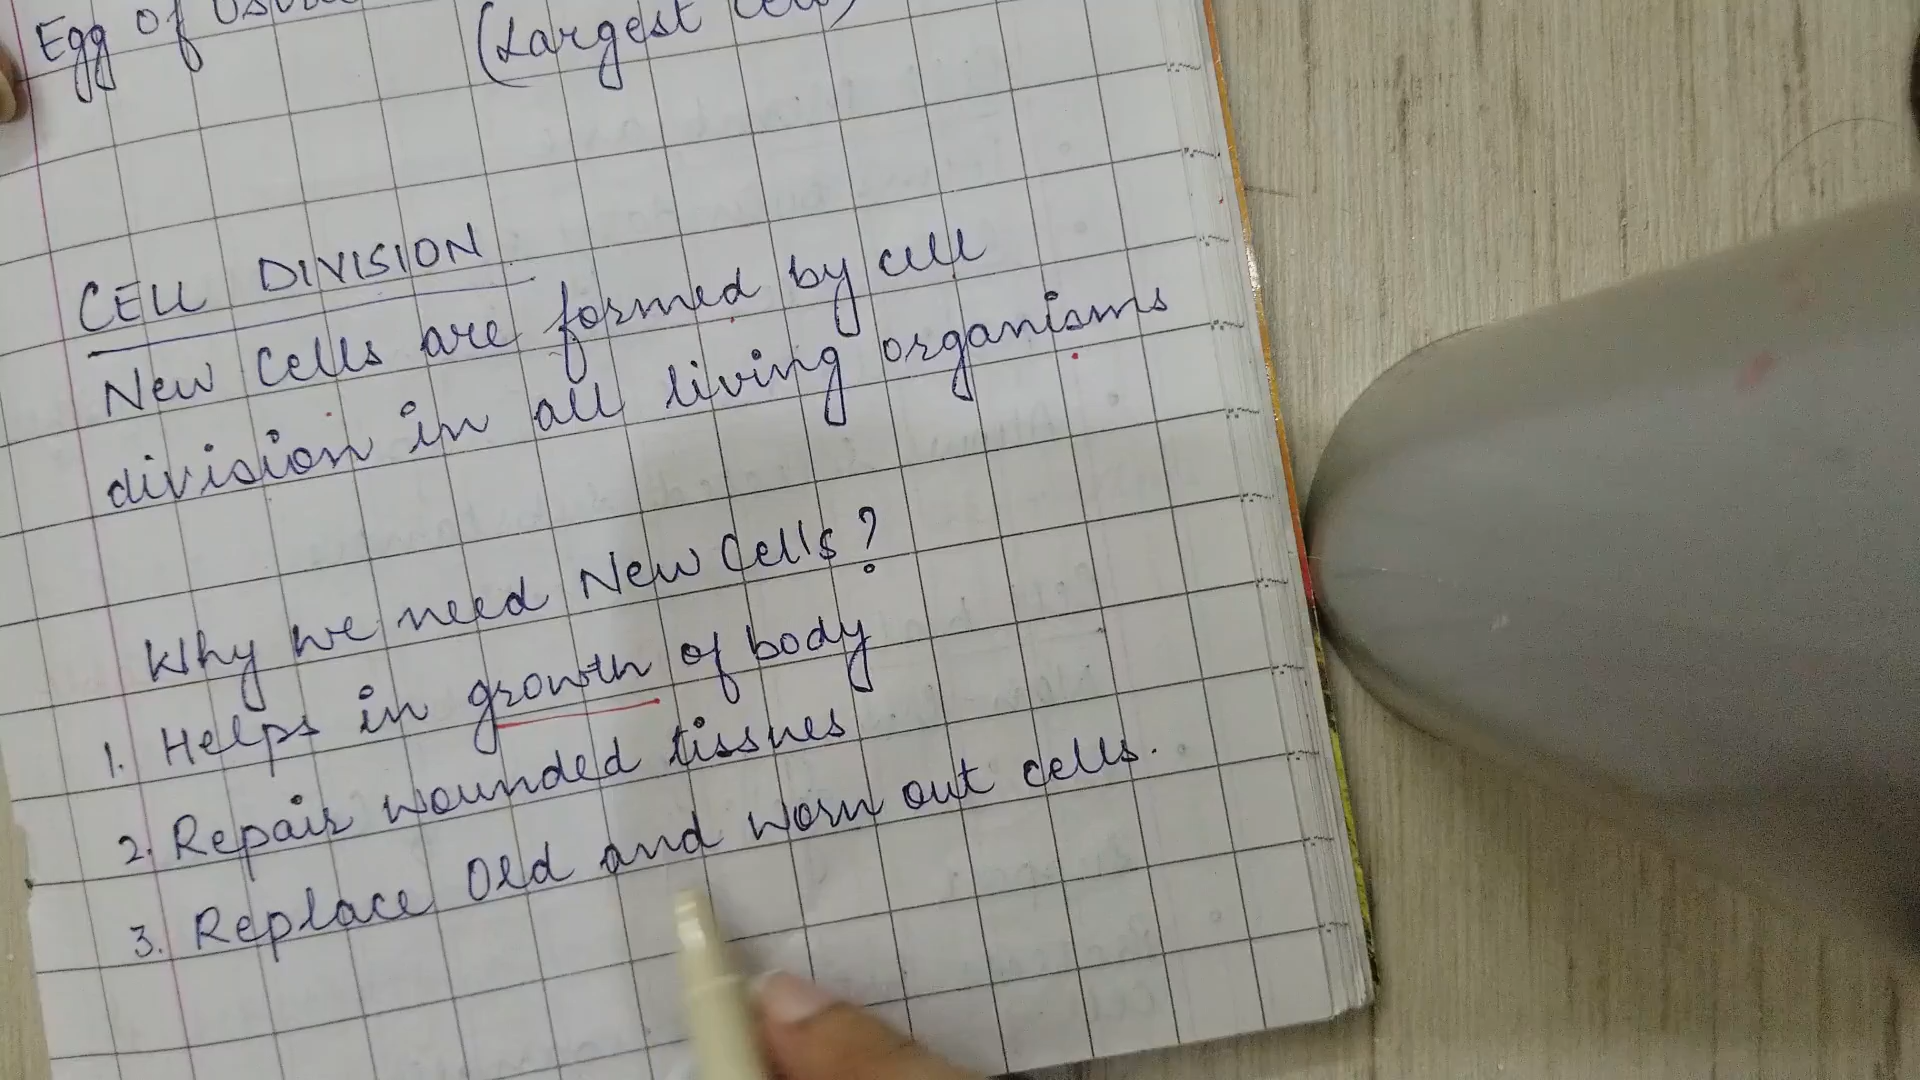 Egg of
(Largest Cell)
CELL DIVISION
New Cells are formed by cell
division in all living organisms
Why we need New Cells?
1. Helps in growth of body
2. Repair wounded tissues
3. Replace Old and worn out cells.